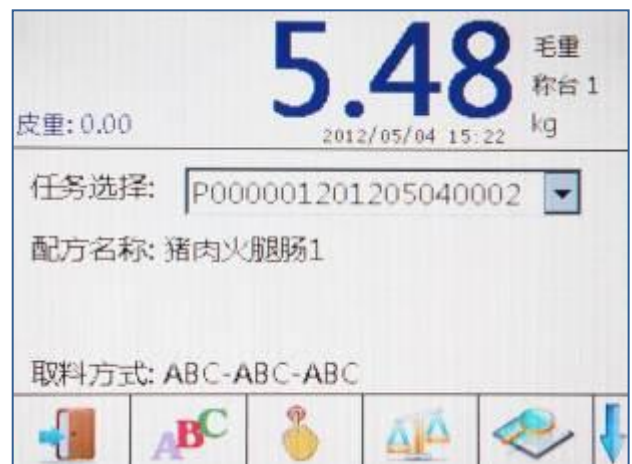 5.48
毛重
称台 1
皮重: 0.00
2012/05/04 15:22
kg
任务选择: P000001201205040002
配方名称: 猪肉火腿肠1
取料方式: ABC-ABC-ABC
ABC